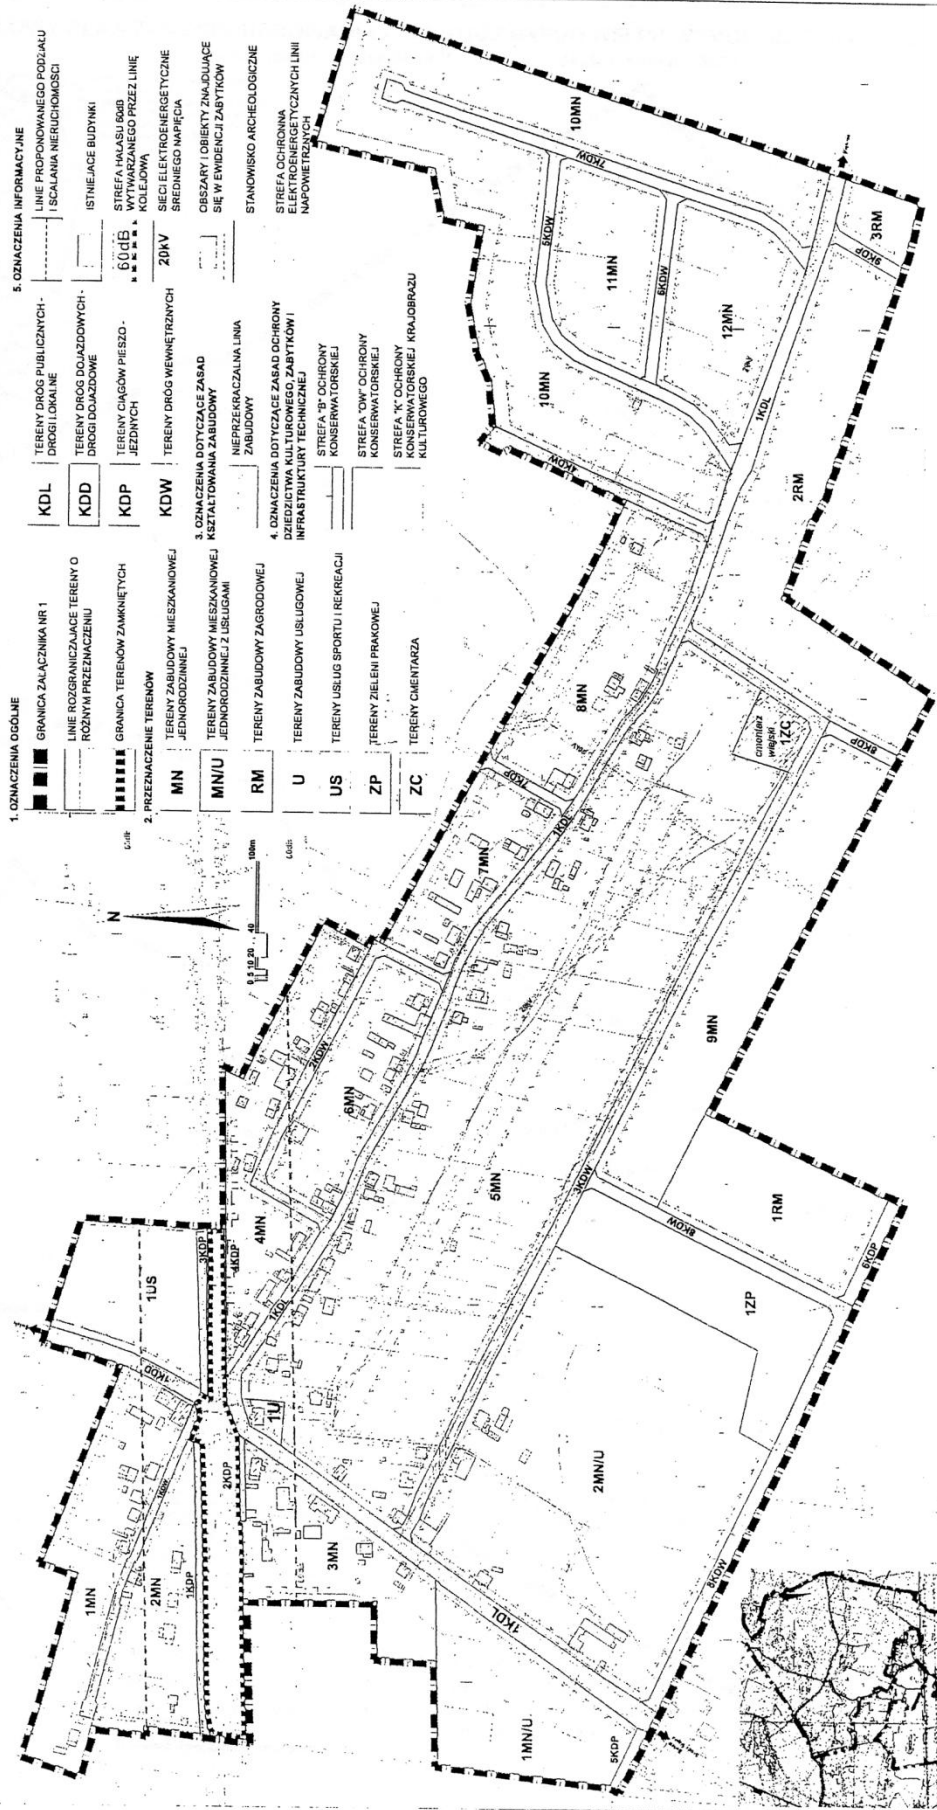 1. OZNACZENIA OGÓLNE
GRANICA ZAŁĄCZNIKA NR 1
LINIE ROZGRANICZAJĄCE TERENY O
RÓŻNYM PRZEZNACZENIU
GRANICA TERENÓW ZAMKNIĘTYCH
2. PRZEZNACZENIE TERENÓW
MN
TERENY ZABUDOWY MIESZKANIOWEJ
JEDNORODZINNEJ
MN/U
TERENY ZABUDOWY MIESZKANIOWEJ
JEDNORODZINNEJ Z USŁUGAMI
RM
TERENY ZABUDOWY ZAGRODOWEJ
U
TERENY ZABUDOWY USŁUGOWEJ
US
TERENY USŁUG SPORTU I REKREACJI
ZP
TERENY ZIELENI PRAKOWEJ
ZC
TERENY CMENTARZA
KDL
TERENY DRÓG PUBLICZNYCH -
DROGI LOKALNE
KDD
TERENY DRÓG DOJAZDOWYCH -
DROGI DOJAZDOWE
KDP
TERENY CIĄGÓW PIESZO -
JEZDNYCH
KDW
TERENY DRÓG WEWNĘTRZNYCH
3. OZNACZENIA DOTYCZĄCE ZASAD
KSZTAŁTOWANIA ZABUDOWY
NIEPRZEKRACZALNA LINIA
ZABUDOWY
4. OZNACZENIA DOTYCZĄCE ZASAD OCHRONY
DZIEDZICTWA KULTUROWEGO, ZABYTKÓW I
INFRASTRUKTURY TECHNICZNEJ
STREFA "B" OCHRONY
KONSERWATORSKIEJ
STREFA "OW" OCHRONY
KONSERWATORSKIEJ
STREFA "K" OCHRONY
KONSERWATORSKIEJ KRAJOBRAZU
KULTUROWEGO
5. OZNACZENIA INFORMACYJNE
LINIE PROPONOWANEGO PODZIAŁU
I SCALANIA NIERUCHOMOŚCI
ISTNIEJĄCE BUDYNKI
60dB
STREFA HAŁASU 60dB
WYTWARZANEGO PRZEZ LINIĘ
KOLEJOWĄ
20kV
SIECI ELEKTROENERGETYCZNE
ŚREDNIEGO NAPIĘCIA
OBSZARY I OBIEKTY ZNAJDUJĄCE
SIĘ W EWIDENCJI ZABYTKÓW
STANOWISKO ARCHEOLOGICZNE
STREFA OCHRONNA
ELEKTROENERGETYCZNYCH LINII
NAPOWIETRZNYCH
N
0 5 10 20 40 100m
60dB
60dB
1MN
2MN
1KDP
1KDW
1KDD
1US
3KDP
4KDP
2KDP
1U
3MN
4MN
1KDL
2KDW
6MN
5MN
7MN
1KDL
7KDP
8MN
4KDW
10MN
5KDW
11MN
6KDW
7KDW
10MN
12MN
1KDL
3RM
9KDP
2RM
cmentarz
wiejski
1ZC
8KDP
9MN
3KDW
8KDW
1RM
6KDP
1ZP
2MN/U
1KDL
1MN/U
5KDP
8KDW